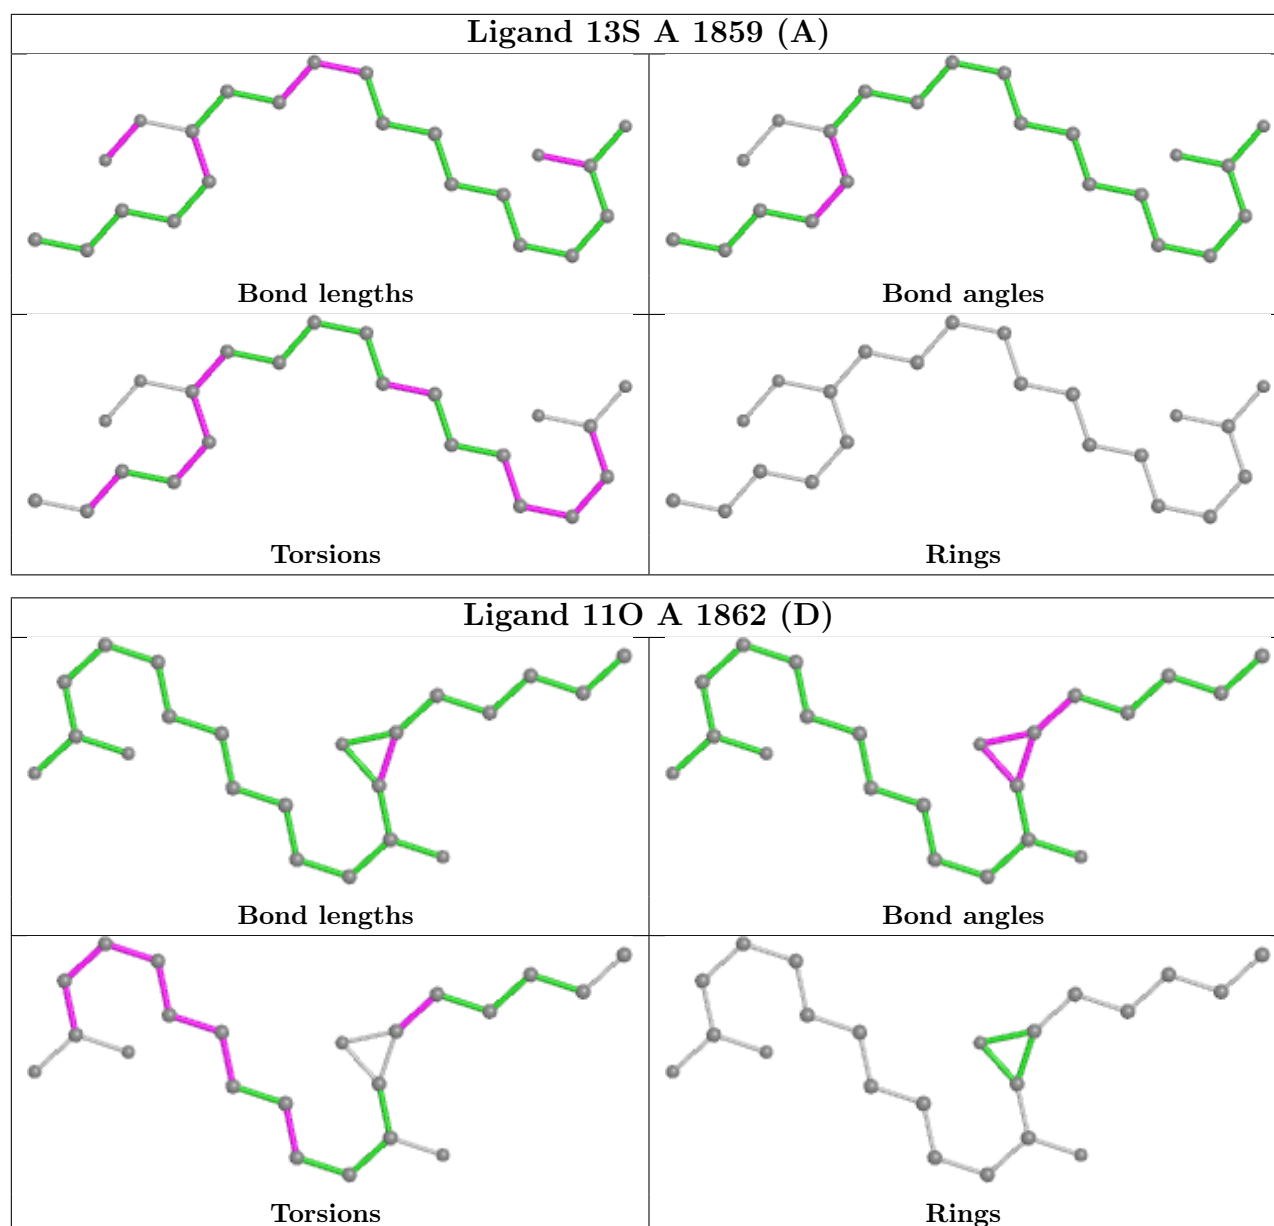 Ligand 13S A 1859 (A)
Bond lengths
Bond angles
Torsions
Rings
Ligand 11O A 1862 (D)
Bond lengths
Bond angles
Torsions
Rings